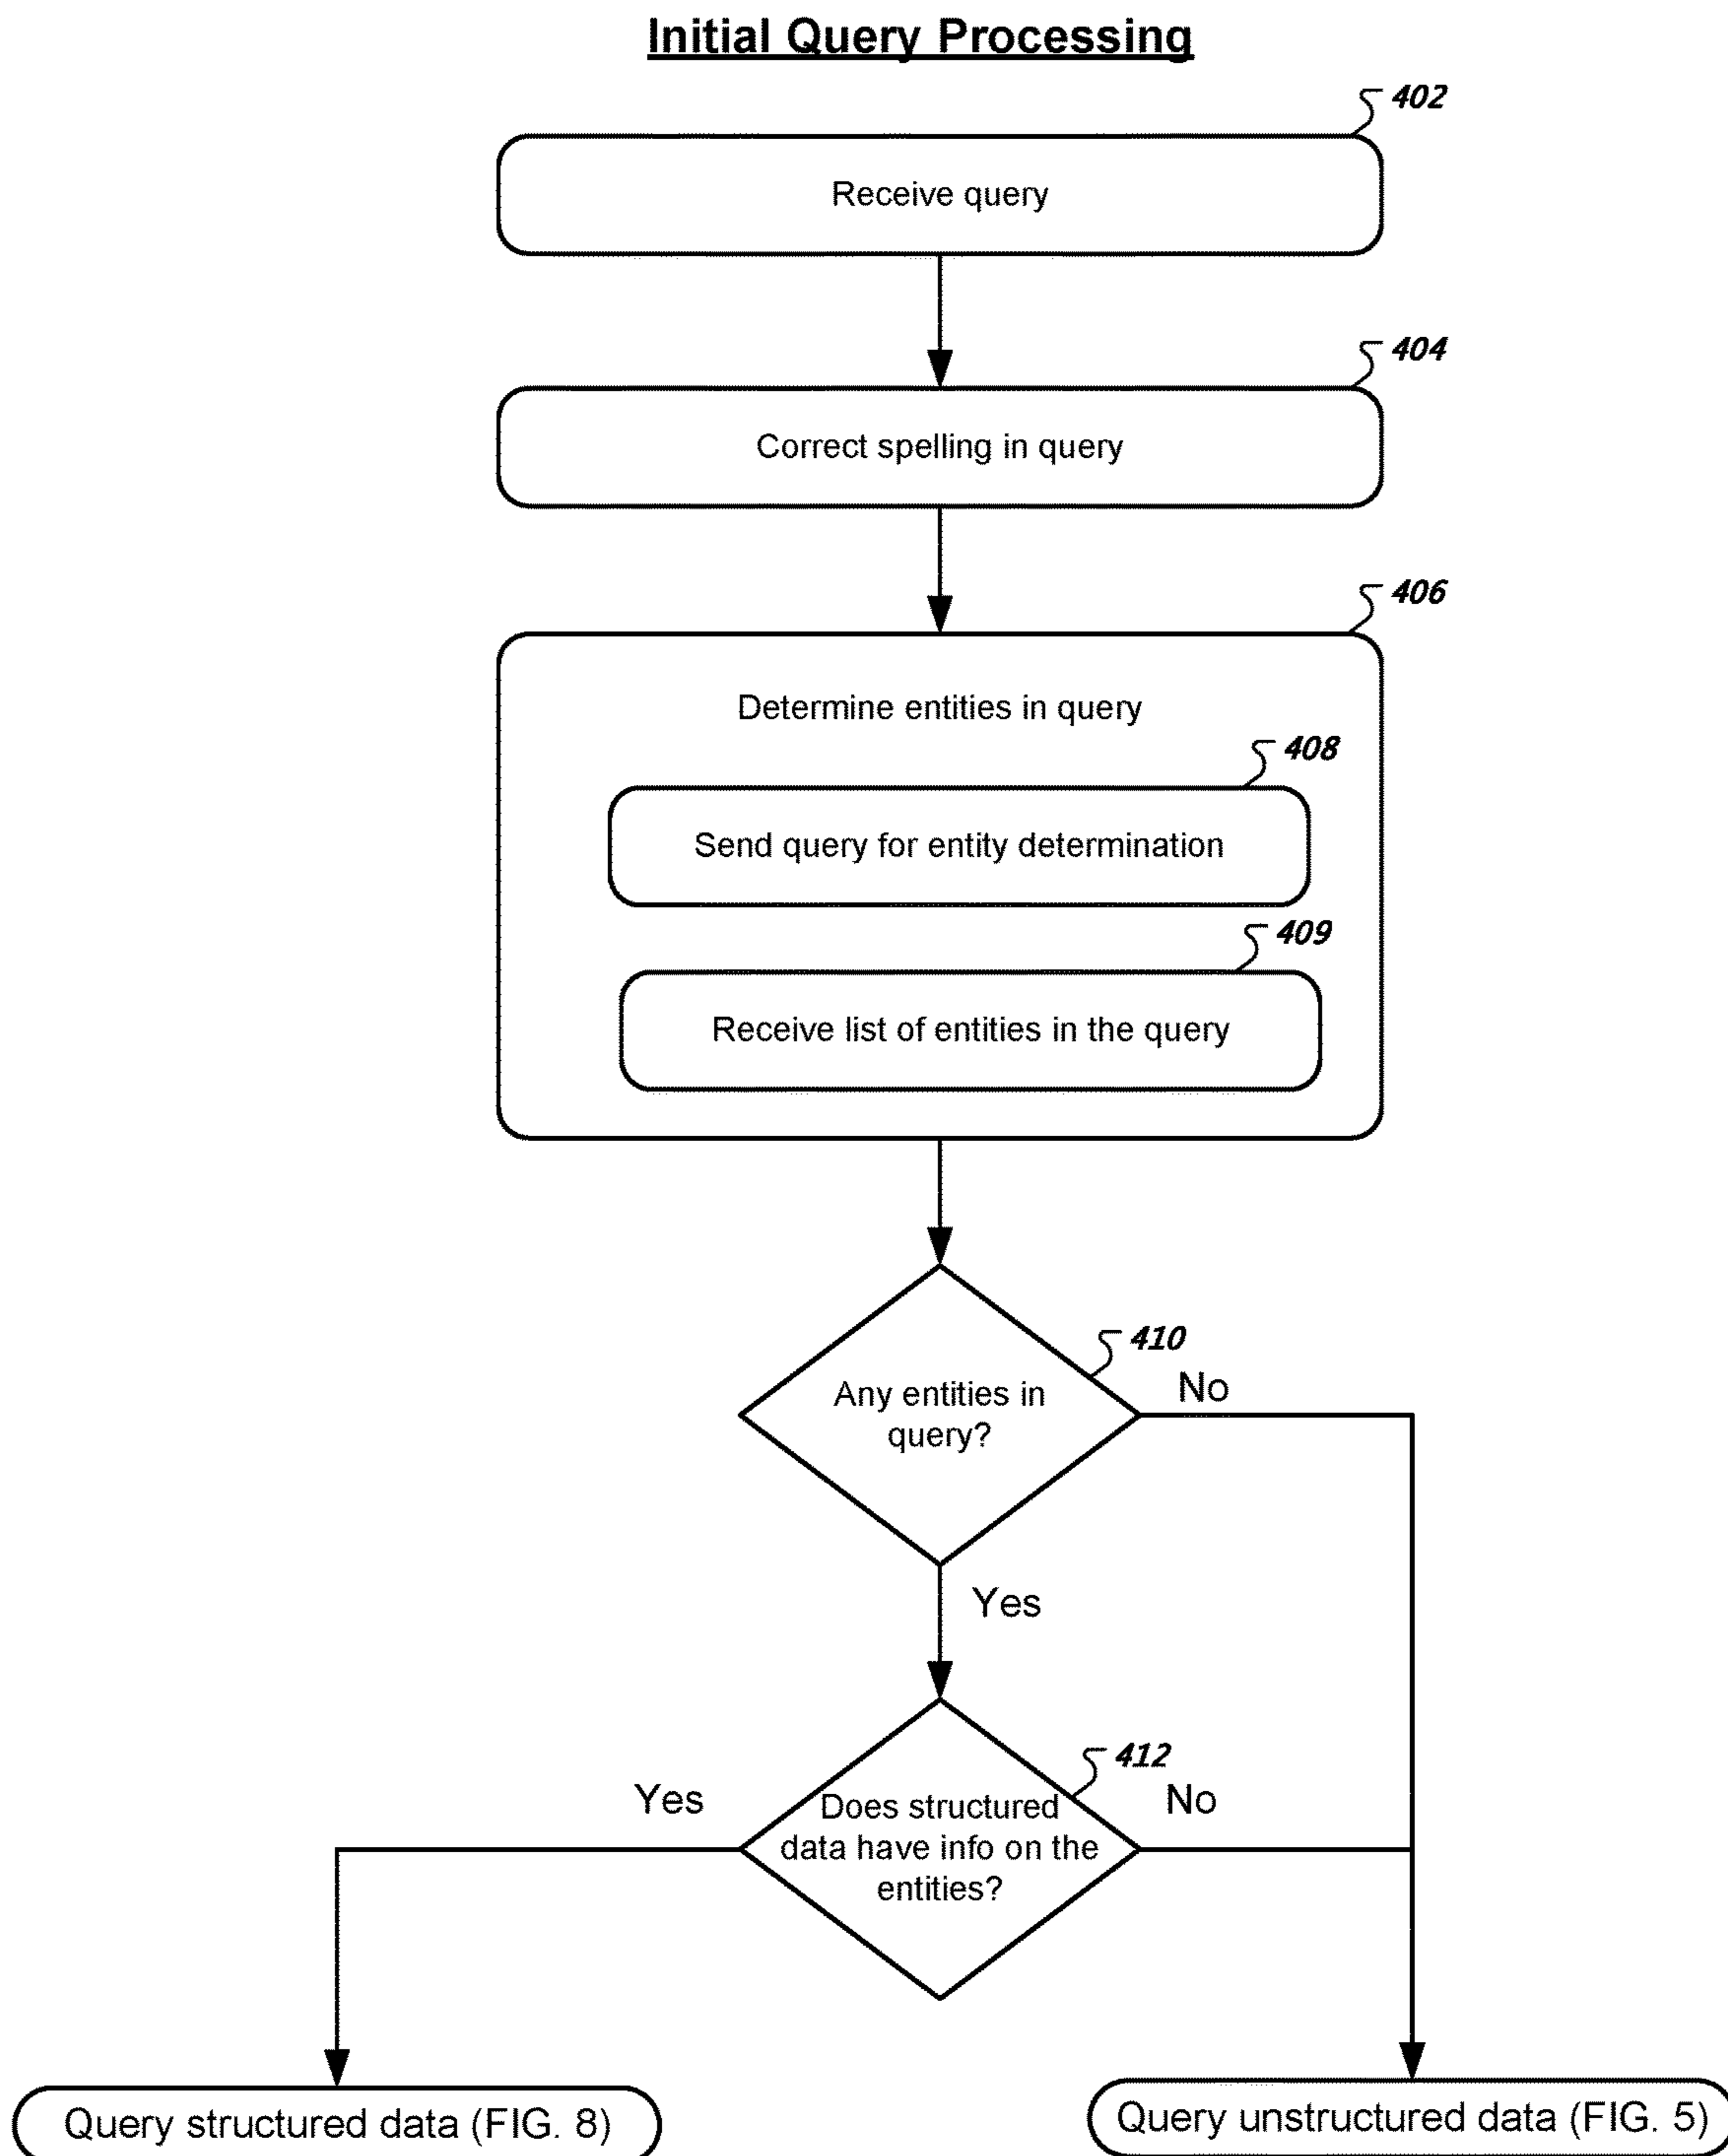 Initial Query Processing
402
Receive query
404
Correct spelling in query
406
Determine entities in query
408
Send query for entity determination
409
Receive list of entities in the query
410
Any entities in
query?
No
Yes
412
Yes
No
Does structured
data have info on the
entities?
Query structured data (FIG. 8)
Query unstructured data (FIG. 5)